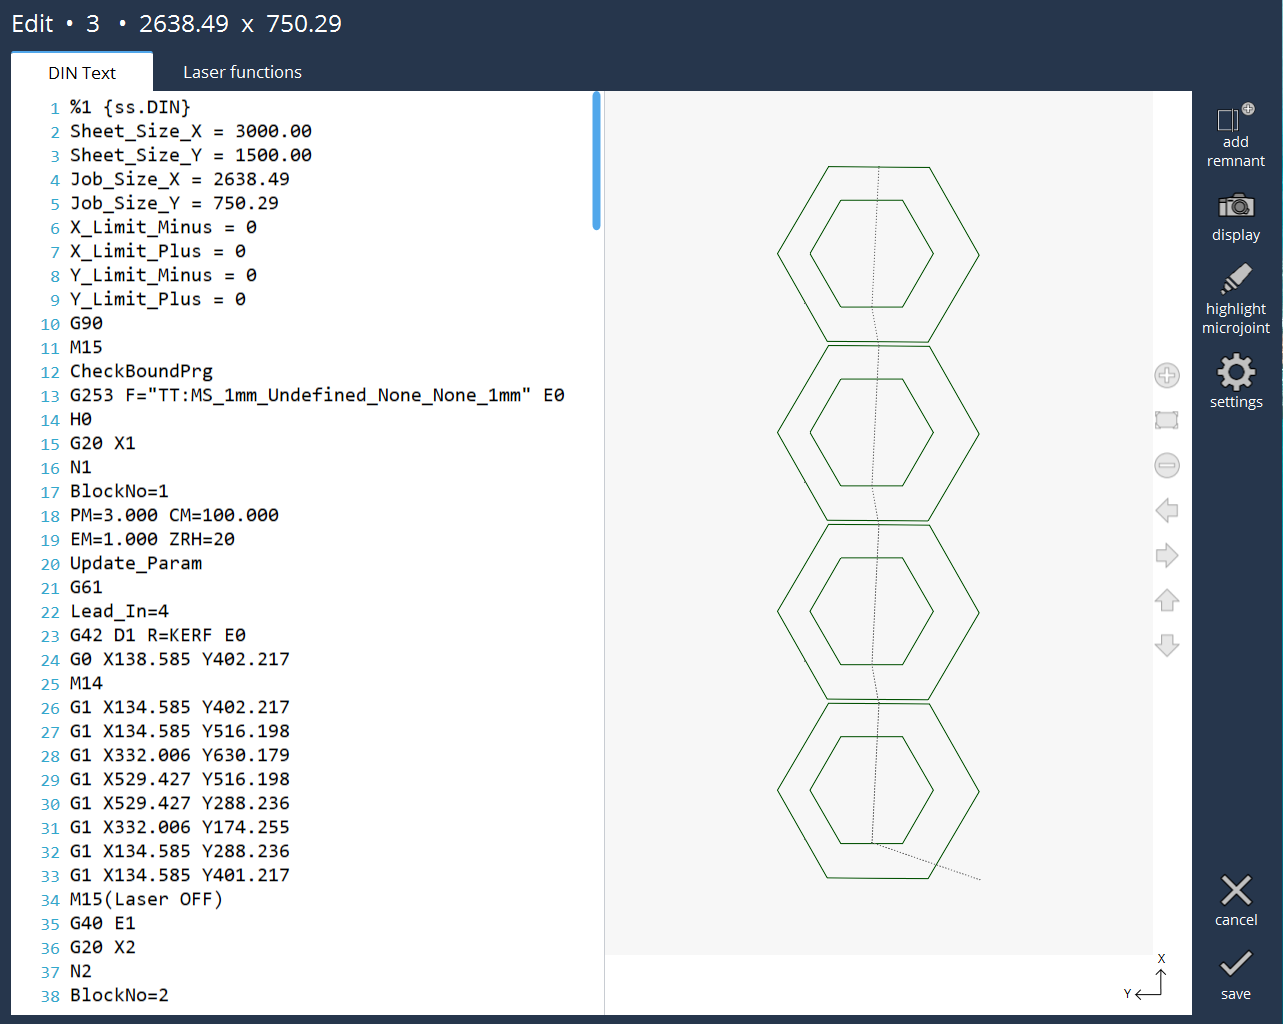 Edit • 3 • 2638.49 x 750.29
DIN Text
Laser functions
1 %1 {ss.DIN}
2 Sheet_Size_X = 3000.00
3 Sheet_Size_Y = 1500.00
4 Job_Size_X = 2638.49
5 Job_Size_Y = 750.29
6 X_Limit_Minus = 0
7 X_Limit_Plus = 0
8 Y_Limit_Minus = 0
9 Y_Limit_Plus = 0
10 G90
11 M15
12 CheckBoundPrg
13 G253 F="TT:MS_1mm_Undefined_None_None_1mm" E0
14 H0
15 G20 X1
16 N1
17 BlockNo=1
18 PM=3.000 CM=100.000
19 EM=1.000 ZRH=20
20 Update_Param
21 G61
22 Lead_In=4
23 G42 D1 R=KERF E0
24 G0 X138.585 Y402.217
25 M14
26 G1 X134.585 Y402.217
27 G1 X134.585 Y516.198
28 G1 X332.006 Y630.179
29 G1 X529.427 Y516.198
30 G1 X529.427 Y288.236
31 G1 X332.006 Y174.255
32 G1 X134.585 Y288.236
33 G1 X134.585 Y401.217
34 M15(Laser OFF)
35 G40 E1
36 G20 X2
37 N2
38 BlockNo=2
X
Y
add
remnant
display
highlight
microjoint
settings
cancel
save